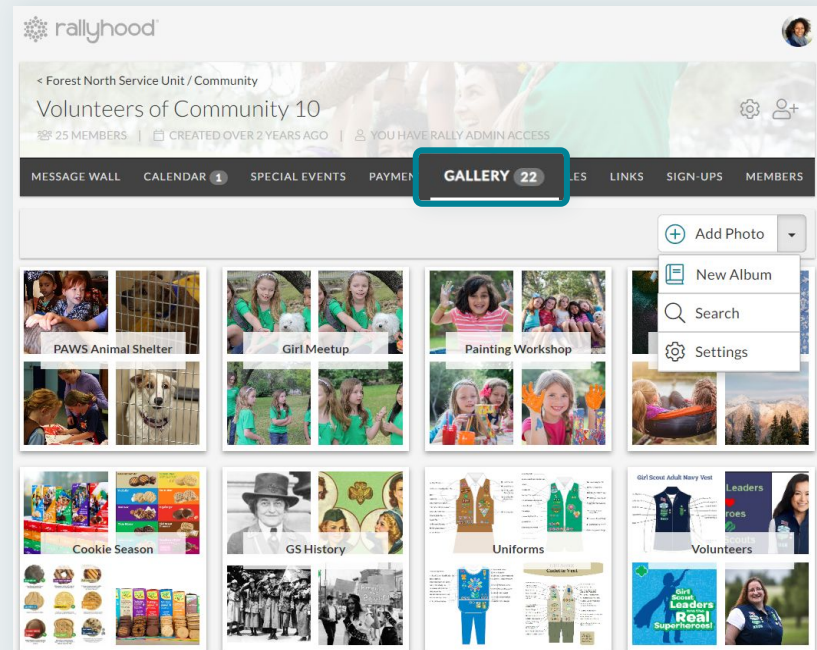 rallyhood
< Forest North Service Unit / Community
Volunteers of Community 10
25 MEMBERS | CREATED OVER 2 YEARS AGO | YOU HAVE RALLY ADMIN ACCESS
MESSAGE WALL CALENDAR 1 SPECIAL EVENTS PAYMEN GALLERY 22 LES LINKS SIGN-UPS MEMBERS
Add Photo
New Album
Search
Settings
PAWS Animal Shelter
Girl Meetup
Painting Workshop
Cookie Season
GS History
Uniforms
Girl Scout Adult Navy Vest
Leaders
Volunteers
Girl
Scout
Leaders
are the
Real
Superheroes!